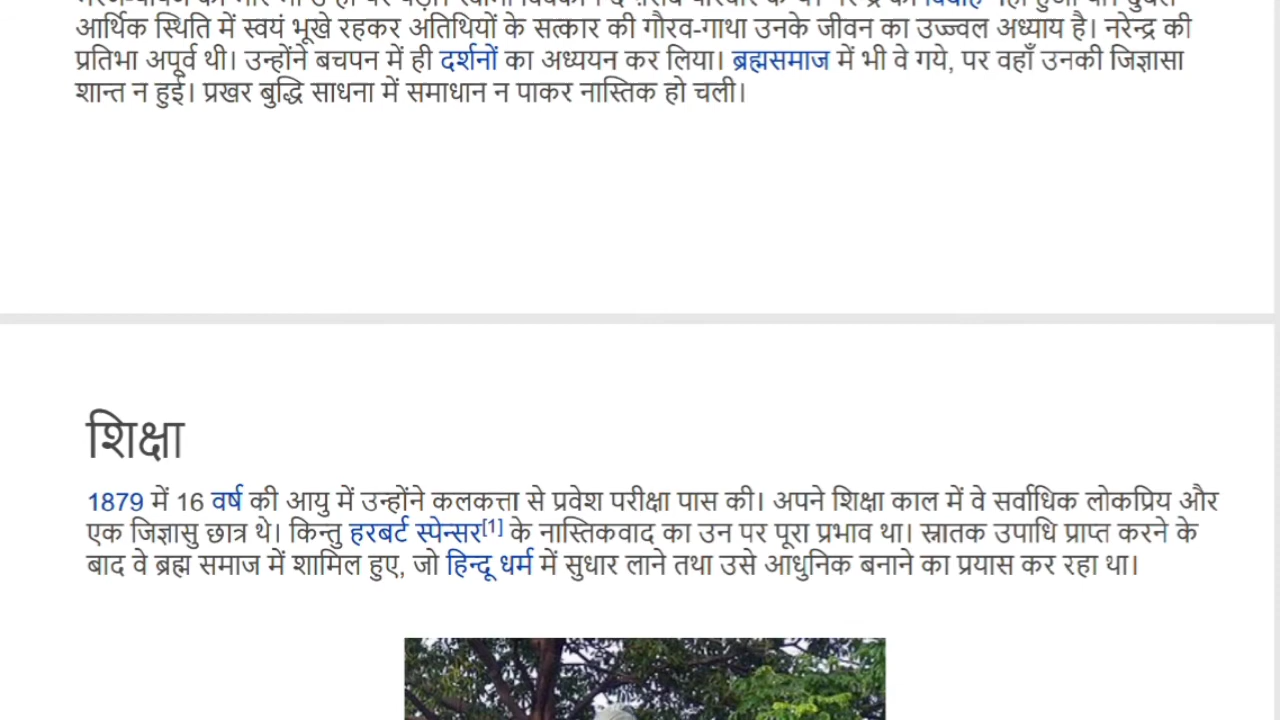 आर्थिक स्थिति में स्वयं भूखे रहकर अतिथियों के सत्कार की गौरव-गाथा उनके जीवन का उज्ज्वल अध्याय है। नरेन्द्र की
प्रतिभा अपूर्व थी। उन्होंने बचपन में ही दर्शनों का अध्ययन कर लिया। ब्रह्मसमाज में भी वे गये, पर वहाँ उनकी जिज्ञासा
शान्त न हुई। प्रखर बुद्धि साधना में समाधान न पाकर नास्तिक हो चली।
शिक्षा
1879 में 16 वर्ष की आयु में उन्होंने कलकत्ता से प्रवेश परीक्षा पास की। अपने शिक्षा काल में वे सर्वाधिक लोकप्रिय और
एक जिज्ञासु छात्र थे। किन्तु हरबर्ट स्पेन्सर[1] के नास्तिकवाद का उन पर पूरा प्रभाव था। स्नातक उपाधि प्राप्त करने के
बाद वे ब्रह्म समाज में शामिल हुए, जो हिन्दू धर्म में सुधार लाने तथा उसे आधुनिक बनाने का प्रयास कर रहा था।